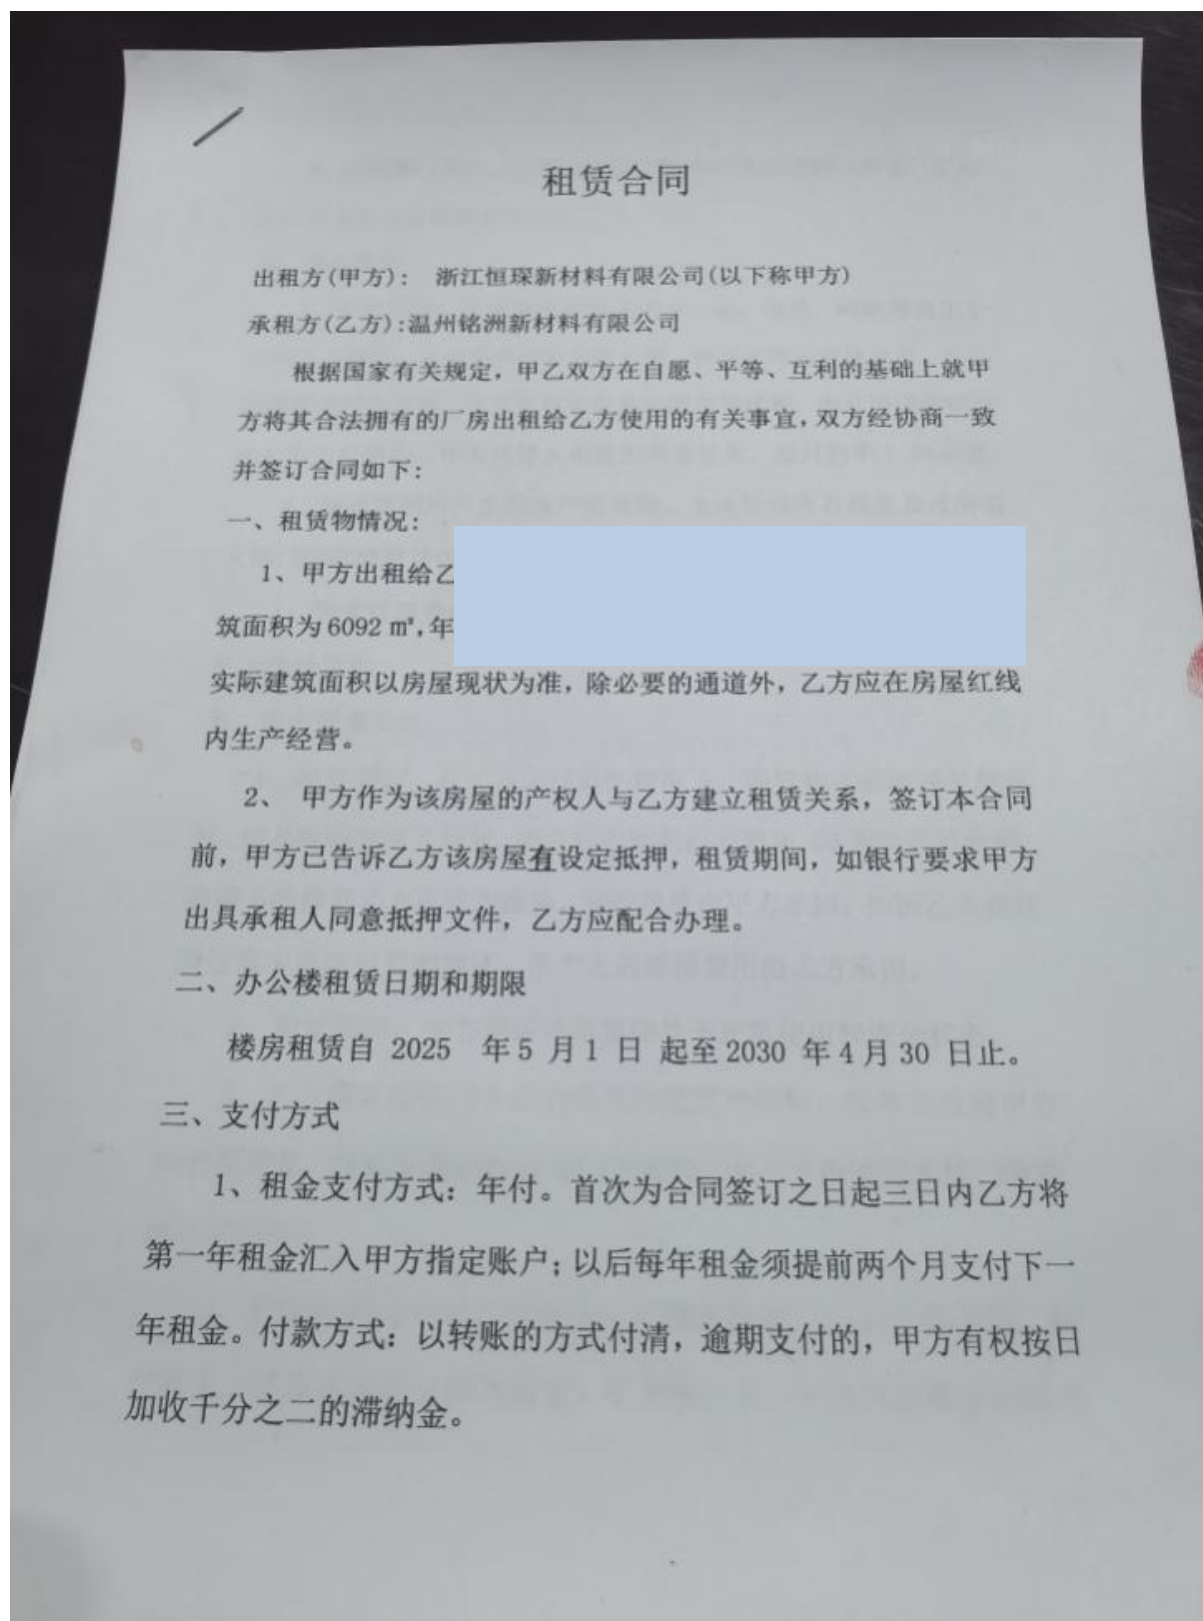 租赁合同
出租方(甲方): 浙江恒琛新材料有限公司(以下称甲方)
承租方(乙方):温州铭洲新材料有限公司
根据国家有关规定,甲乙双方在自愿、平等、互利的基础上就甲
方将其合法拥有的厂房出租给乙方使用的有关事宜,双方经协商一致
并签订合同如下:
一、租赁物情况:
1、甲方出租给乙
筑面积为6092㎡,年
实际建筑面积以房屋现状为准,除必要的通道外,乙方应在房屋红线
内生产经营。
2、 甲方作为该房屋的产权人与乙方建立租赁关系,签订本合同
前,甲方已告诉乙方该房屋有设定抵押,租赁期间,如银行要求甲方
出具承租人同意抵押文件,乙方应配合办理。
二、办公楼租赁日期和期限
楼房租赁自 2025 年 5 月 1 日 起至 2030 年 4 月 30 日止。
三、支付方式
1、租金支付方式:年付。首次为合同签订之日起三日内乙方将
第一年租金汇入甲方指定账户;以后每年租金须提前两个月支付下一
年租金。付款方式:以转账的方式付清,逾期支付的,甲方有权按日
加收千分之二的滞纳金。